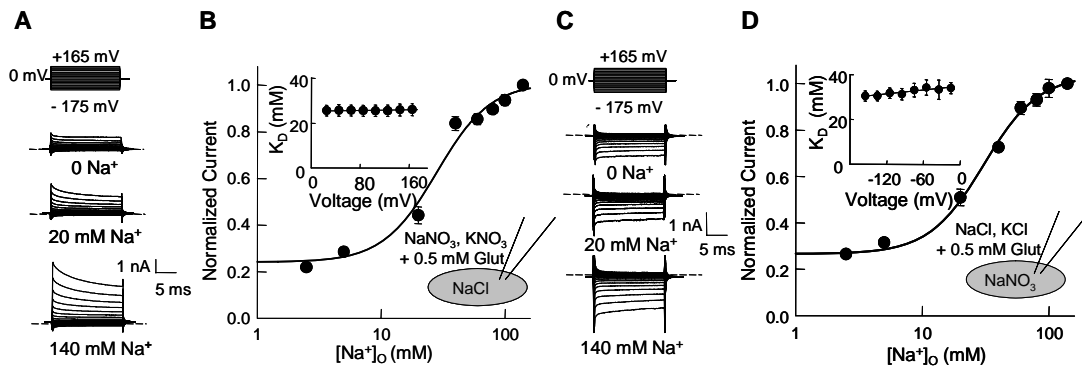 A
+165 mV
0 mV
- 175 mV
0 Na⁺
20 mM Na⁺
1 nA
5 ms
140 mM Na⁺
B
Normalized Current
1.0
0.8
0.6
0.4
0.2
0.0
K_D (mM)
40
20
0
0 80 160
Voltage (mV)
NaNO₃, KNO₃
+ 0.5 mM Glut
NaCl
1 10 100
[Na⁺]_O (mM)
C
+165 mV
0 mV
- 175 mV
0 Na⁺
20 mM Na⁺
1 nA
5 ms
140 mM Na⁺
D
Normalized Current
1.0
0.8
0.6
0.4
0.2
0.0
K_D (mM)
40
20
0
-120 -60 0
Voltage (mV)
NaCl, KCl
+ 0.5 mM Glut
NaNO₃
1 10 100
[Na⁺]_O (mM)